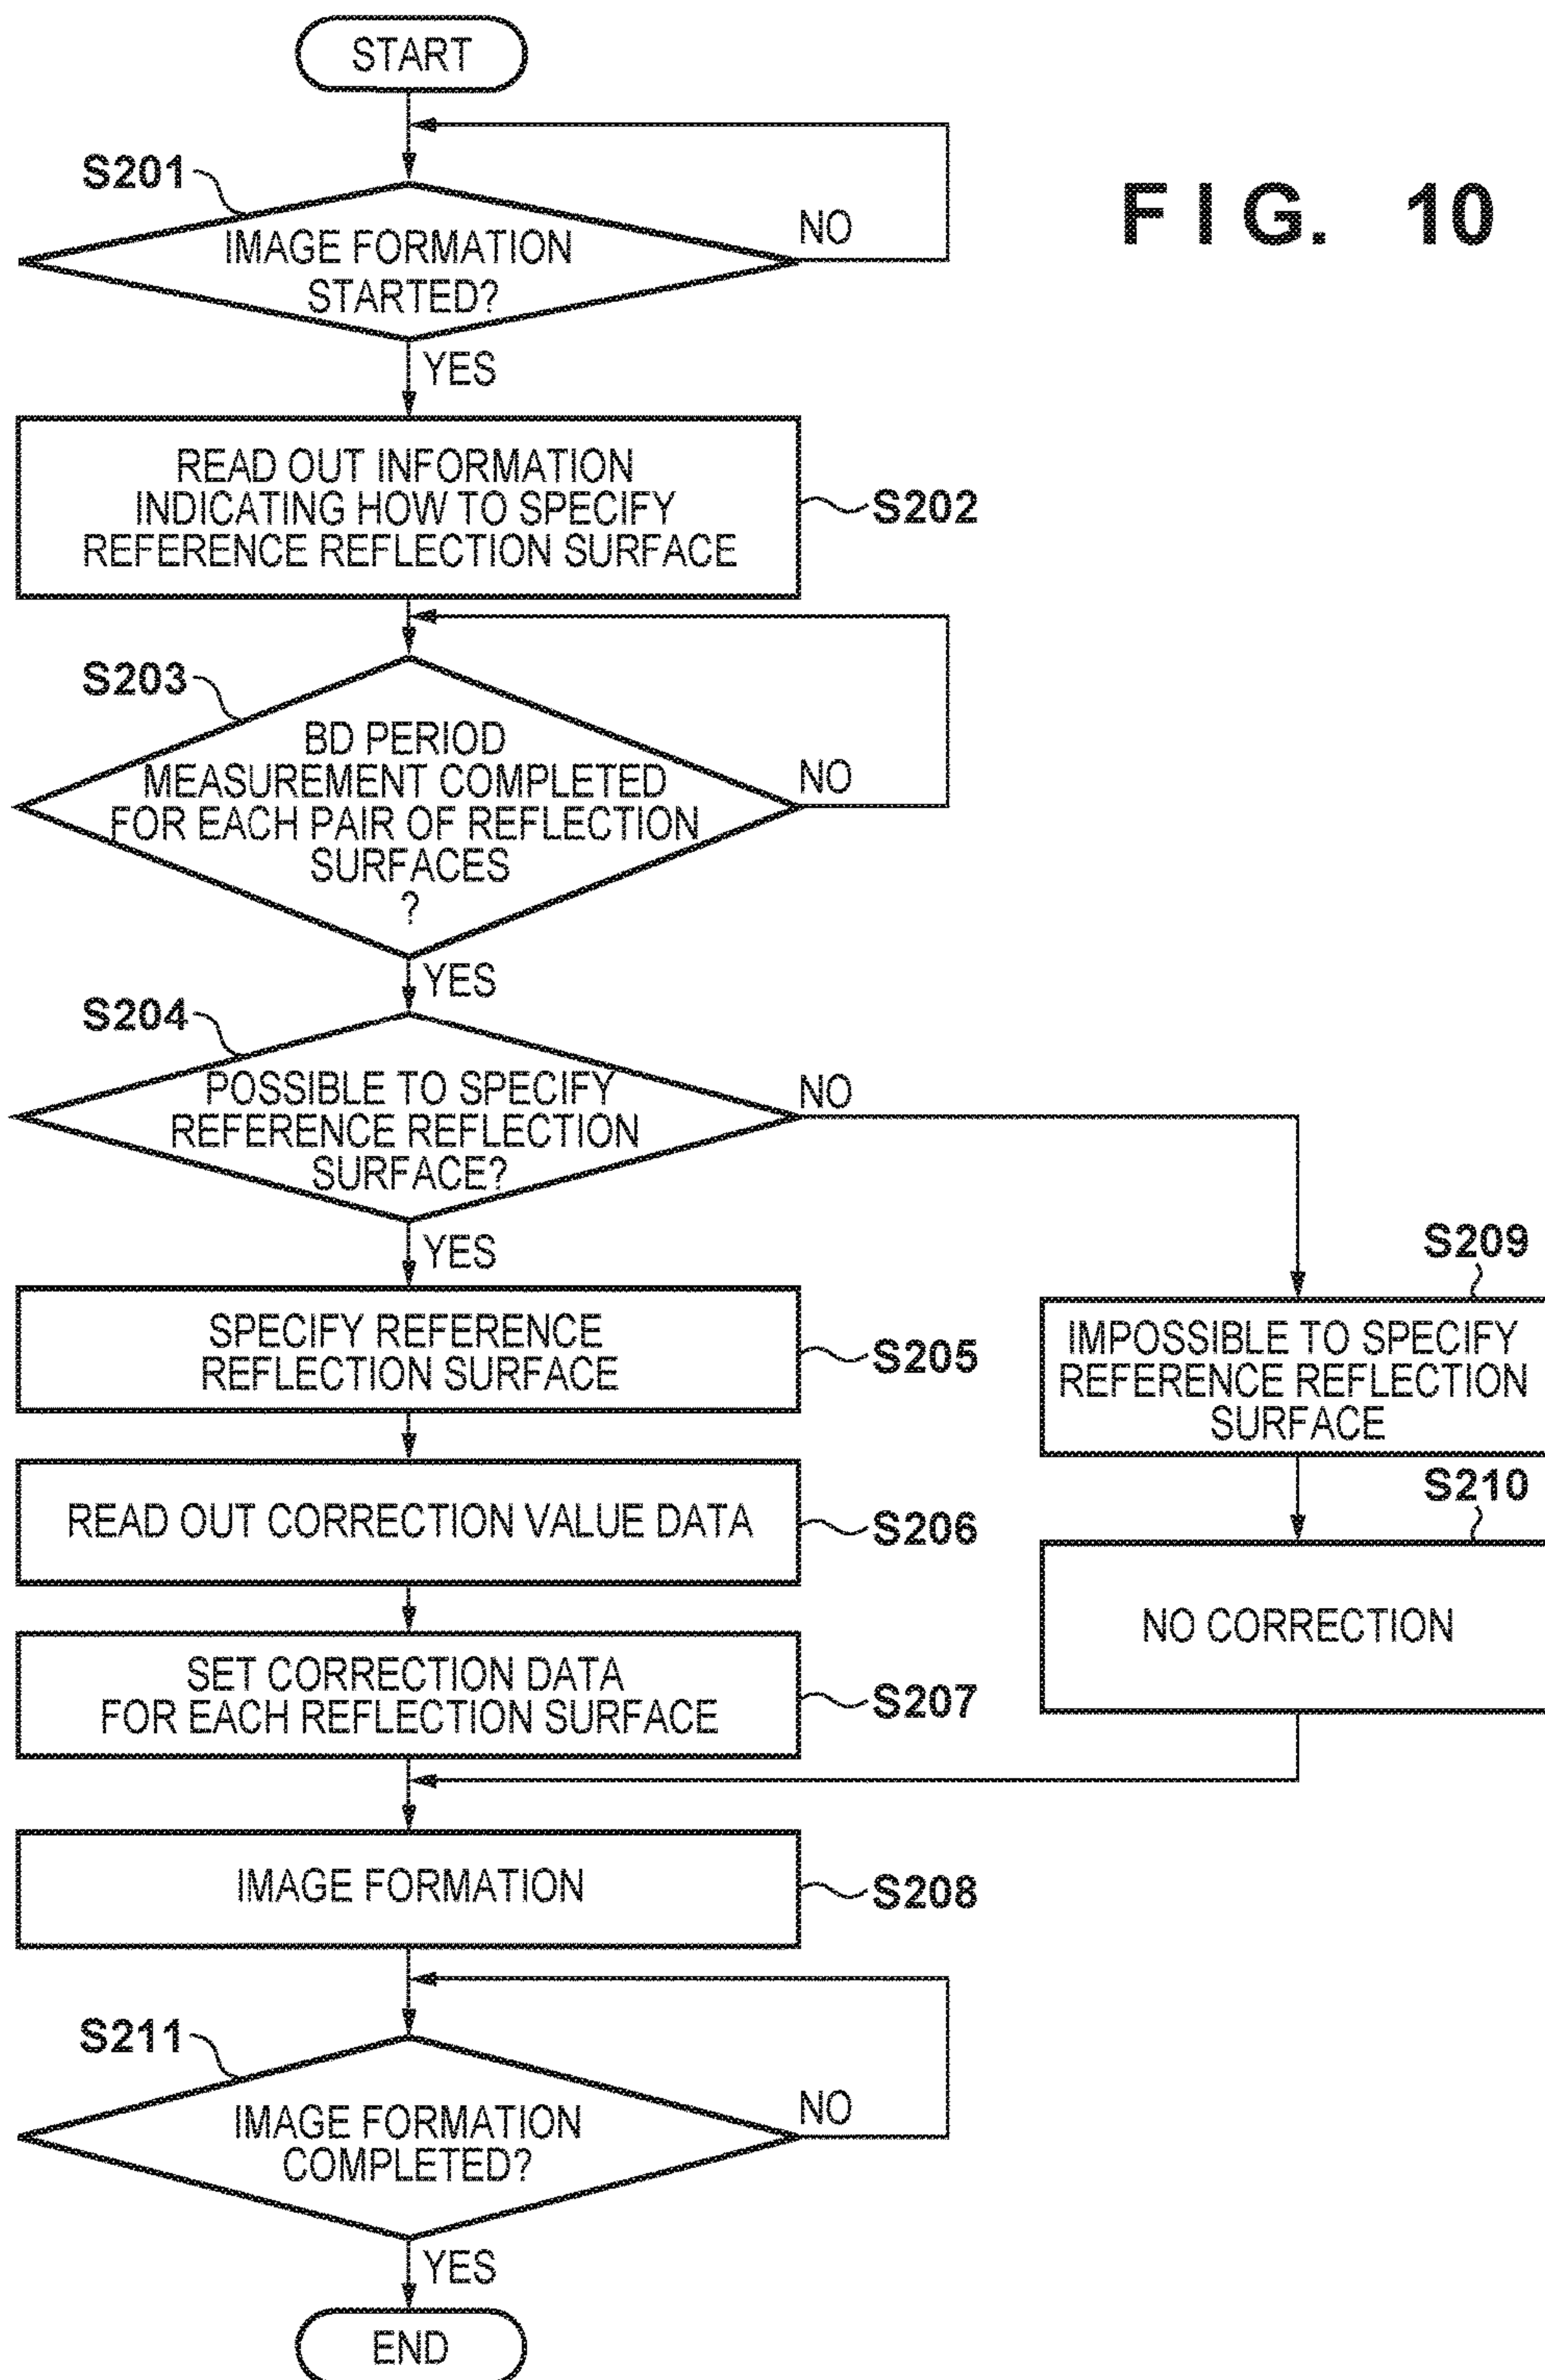 START
FIG. 10
S201
IMAGE FORMATION
STARTED?
NO
YES
READ OUT INFORMATION
INDICATING HOW TO SPECIFY
REFERENCE REFLECTION SURFACE
S202
S203
BD PERIOD
MEASUREMENT COMPLETED
FOR EACH PAIR OF REFLECTION
SURFACES
?
NO
YES
S204
POSSIBLE TO SPECIFY
REFERENCE REFLECTION
SURFACE?
NO
YES
SPECIFY REFERENCE
REFLECTION SURFACE
S205
S209
IMPOSSIBLE TO SPECIFY
REFERENCE REFLECTION
SURFACE
READ OUT CORRECTION VALUE DATA
S206
S210
NO CORRECTION
SET CORRECTION DATA
FOR EACH REFLECTION SURFACE
S207
IMAGE FORMATION
S208
S211
IMAGE FORMATION
COMPLETED?
NO
YES
END